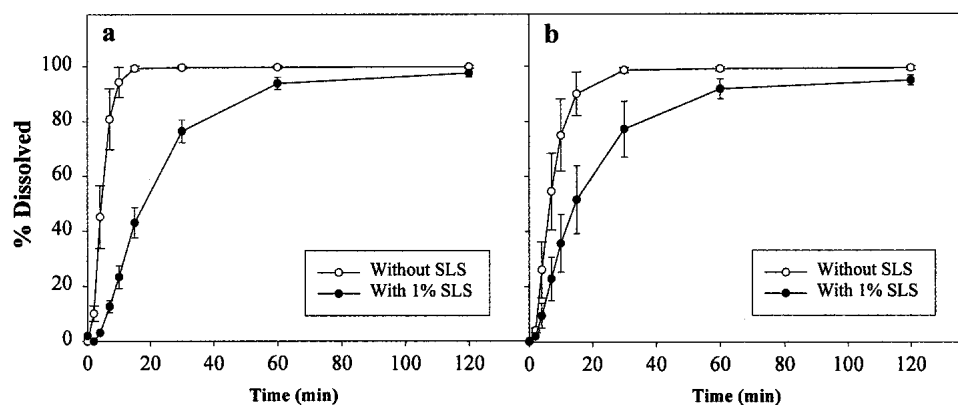 a
b
% Dissolved
100
80
60
40
20
0
Without SLS
With 1% SLS
Without SLS
With 1% SLS
0 20 40 60 80 100 120
0 20 40 60 80 100 120
Time (min)
Time (min)